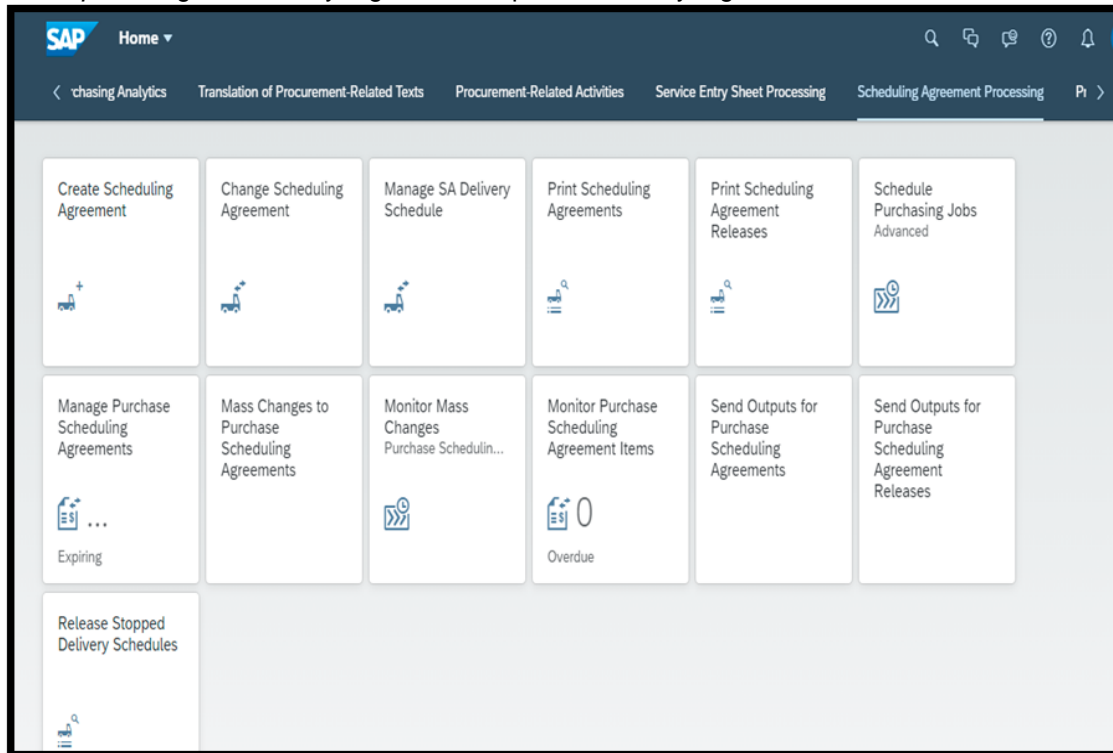 SAP Home
chasing Analytics Translation of Procurement-Related Texts Procurement-Related Activities Service Entry Sheet Processing Scheduling Agreement Processing
Create Scheduling
Agreement
Change Scheduling
Agreement
Manage SA Delivery
Schedule
Print Scheduling
Agreements
Print Scheduling
Agreement
Releases
Schedule
Purchasing Jobs
Advanced
Manage Purchase
Scheduling
Agreements
...
Expiring
Mass Changes to
Purchase
Scheduling
Agreements
Monitor Mass
Changes
Purchase Schedulin...
Monitor Purchase
Scheduling
Agreement Items
0
Overdue
Send Outputs for
Purchase
Scheduling
Agreements
Send Outputs for
Purchase
Scheduling
Agreement
Releases
Release Stopped
Delivery Schedules